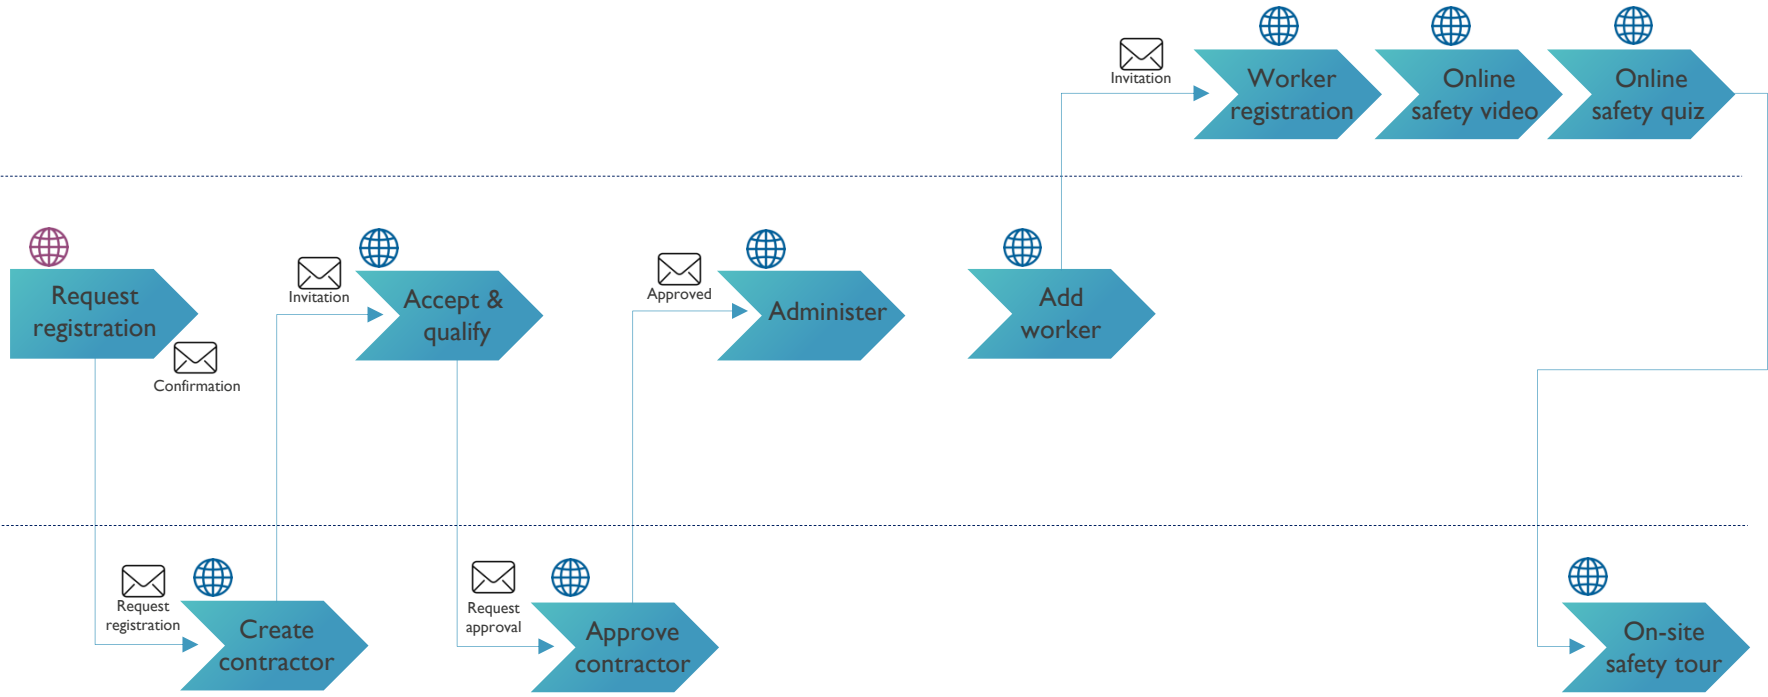 Invitation
Worker
registration
Online
safety video
Online
safety quiz
Request
registration
Confirmation
Invitation
Accept &
qualify
Approved
Administer
Add
worker
Request
registration
Create
contractor
Request
approval
Approve
contractor
On-site
safety tour